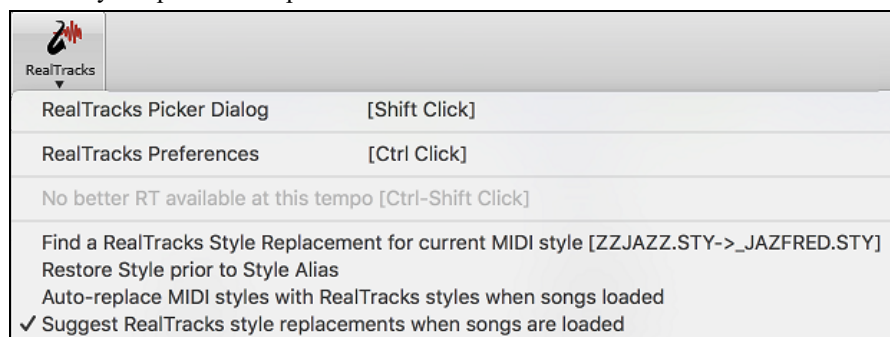 RealTracks
RealTracks Picker Dialog [Shift Click]
RealTracks Preferences [Ctrl Click]
No better RT available at this tempo [Ctrl-Shift Click]
Find a RealTracks Style Replacement for current MIDI style [ZZJAZZ.STY->_JAZFRED.STY]
Restore Style prior to Style Alias
Auto-replace MIDI styles with RealTracks styles when songs loaded
✓ Suggest RealTracks style replacements when songs are loaded